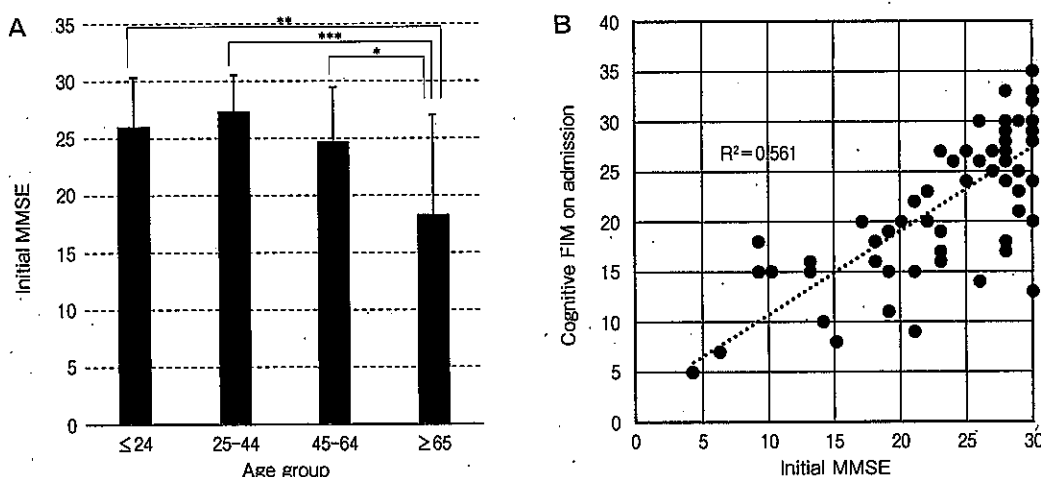 A
**
***
*
35
30
25
20
15
10
5
0
Initial MMSE
≤24 25-44 45-64 ≥65
Age group
B
40
35
30
25
20
15
10
5
0
Cognitive FIM on admission
R²=0.561
0 5 10 15 20 25 30
Initial MMSE